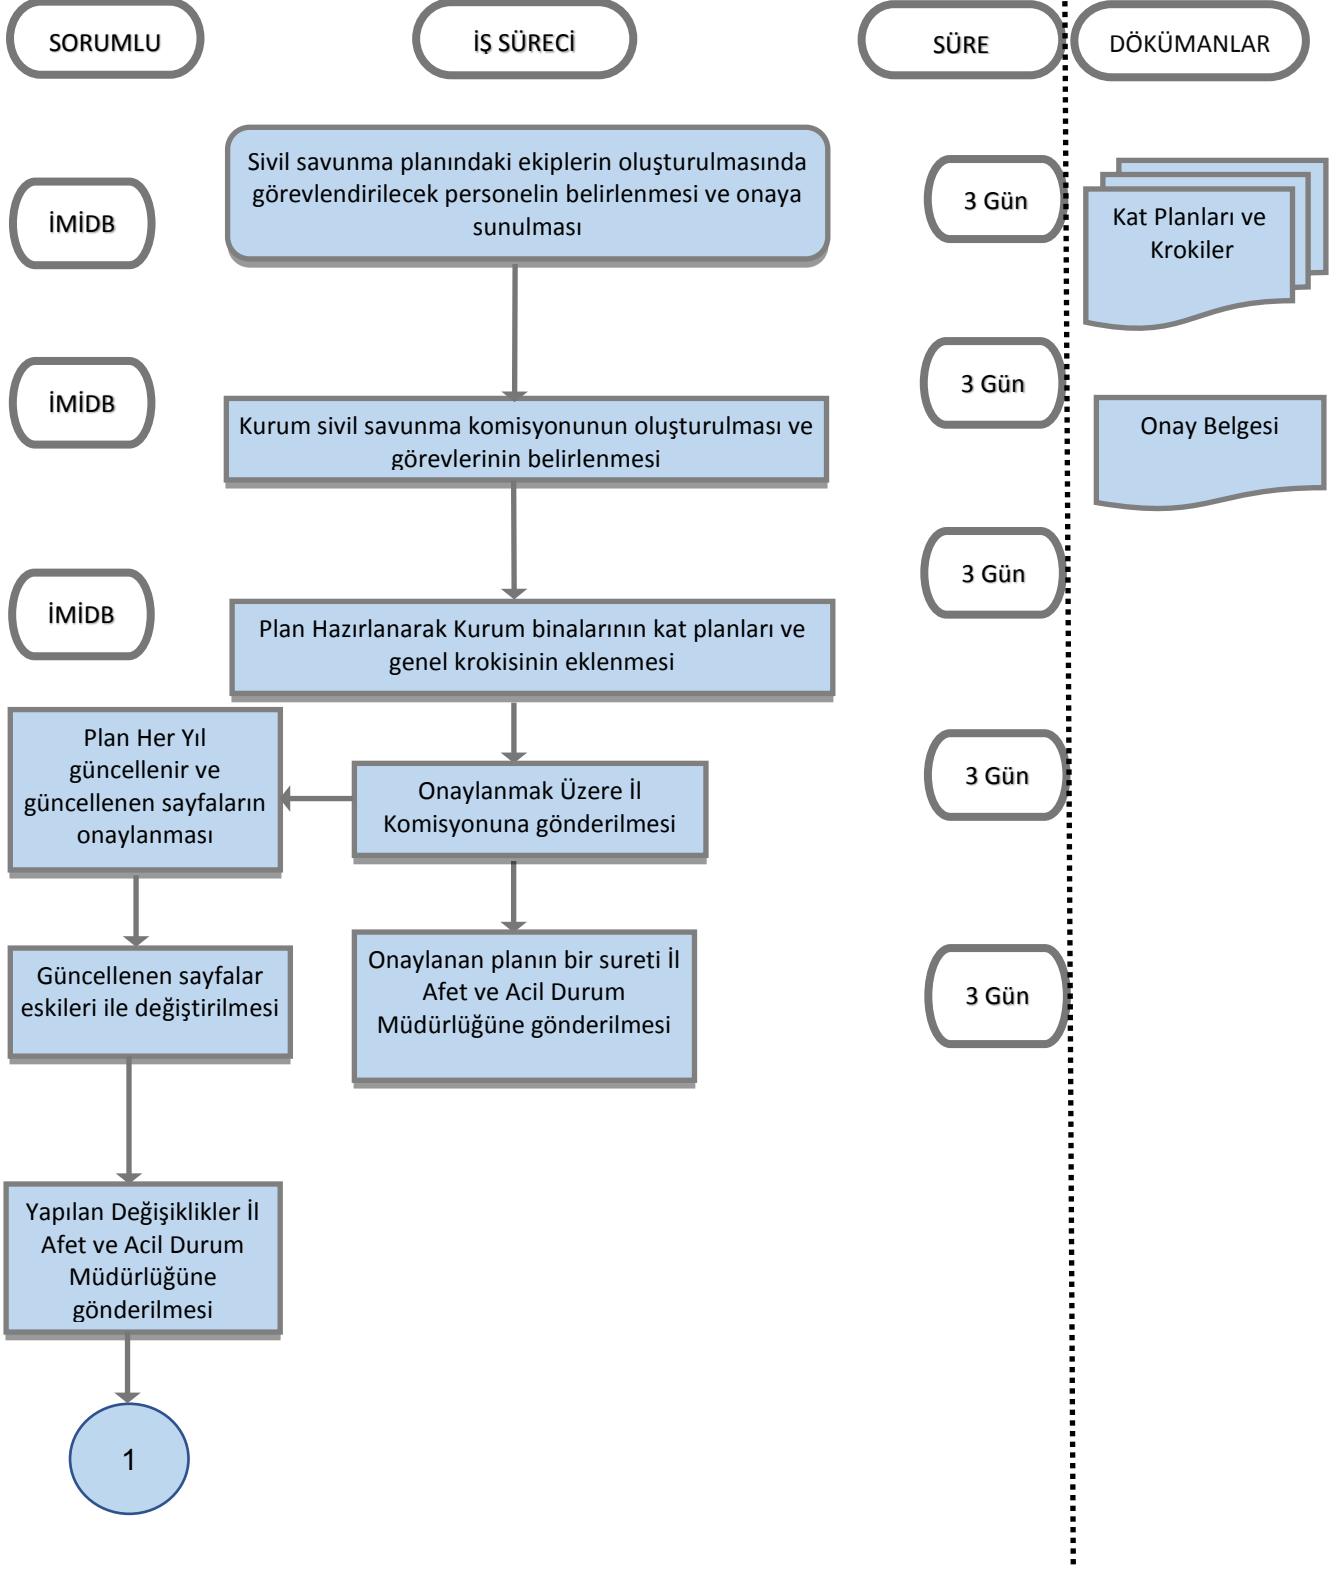 SORUMLU
İŞ SÜRECİ
SÜRE
DÖKÜMANLAR
Sivil savunma planındaki ekiplerin oluşturulmasında
görevlendirilecek personelin belirlenmesi ve onaya
sunulması
İMİDB
3 Gün
Kat Planları ve
Krokiler
İMİDB
Kurum sivil savunma komisyonunun oluşturulması ve
görevlerinin belirlenmesi
3 Gün
Onay Belgesi
İMİDB
Plan Hazırlanarak Kurum binalarının kat planları ve
genel krokisinin eklenmesi
3 Gün
Plan Her Yıl
güncellenir ve
güncellenen sayfaların
onaylanması
Onaylanmak Üzere İl
Komisyonuna gönderilmesi
3 Gün
Güncellenen sayfalar
eskileri ile değiştirilmesi
Onaylanan planın bir sureti İl
Afet ve Acil Durum
Müdürlüğüne gönderilmesi
3 Gün
Yapılan Değişiklikler İl
Afet ve Acil Durum
Müdürlüğüne
gönderilmesi
1